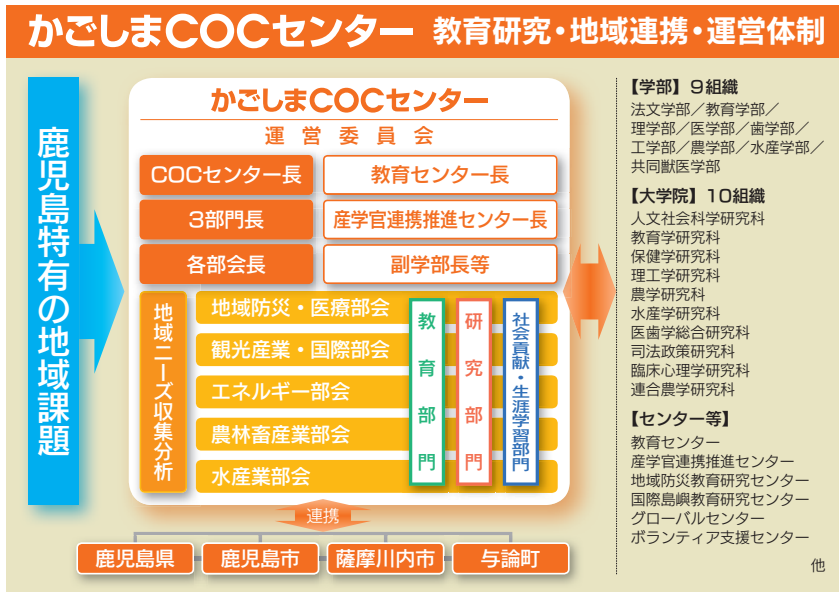 かごしまCOCセンター 教育研究・地域連携・運営体制
鹿児島特有の地域課題
かごしまCOCセンター
運営委員会
COCセンター長
教育センター長
3部門長
産学官連携推進センター長
各部会長
副学部長等
地域ニーズ収集分析
地域防災・医療部会
観光産業・国際部会
エネルギー部会
農林畜産業部会
水産業部会
教育部門
研究部門
社会貢献・生涯学習部門
連携
鹿児島県
鹿児島市
薩摩川内市
与論町
【学部】9組織
法文学部／教育学部／
理学部／医学部／歯学部／
工学部／農学部／水産学部／
共同獣医学部
【大学院】10組織
人文社会科学研究科
教育学研究科
保健学研究科
理工学研究科
農学研究科
水産学研究科
医歯学総合研究科
司法政策研究科
臨床心理学研究科
連合農学研究科
【センター等】
教育センター
産学官連携推進センター
地域防災教育研究センター
国際島嶼教育研究センター
グローバルセンター
ボランティア支援センター
他